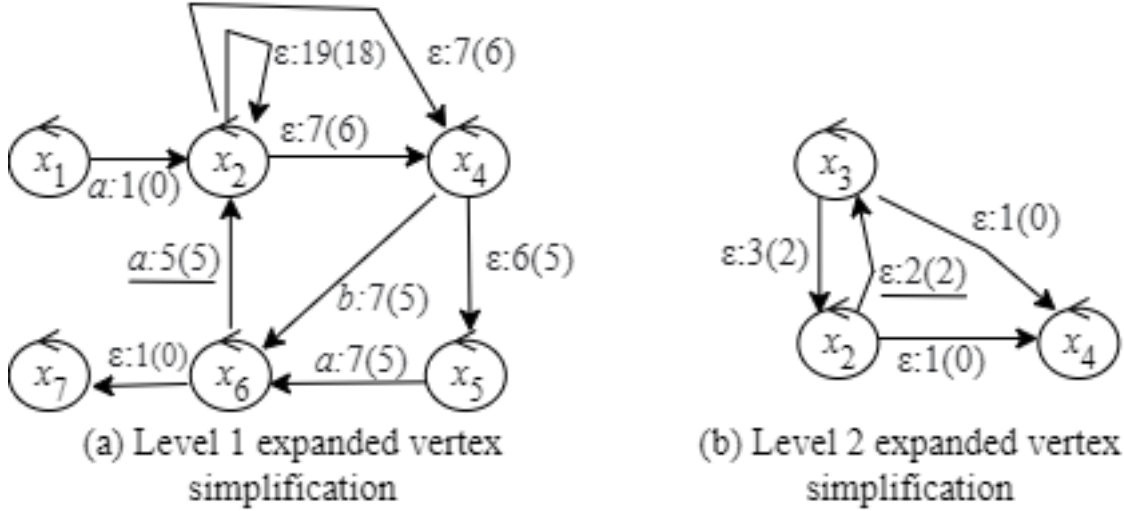 ε:19(18)
ε:7(6)
ε:7(6)
x₁
x₂
x₄
a:1(0)
a:5(5)
b:7(5)
ε:6(5)
ε:1(0)
a:7(5)
x₇
x₆
x₅
(a) Level 1 expanded vertex
simplification
x₃
ε:1(0)
ε:3(2)
ε:2(2)
x₂
x₄
ε:1(0)
(b) Level 2 expanded vertex
simplification